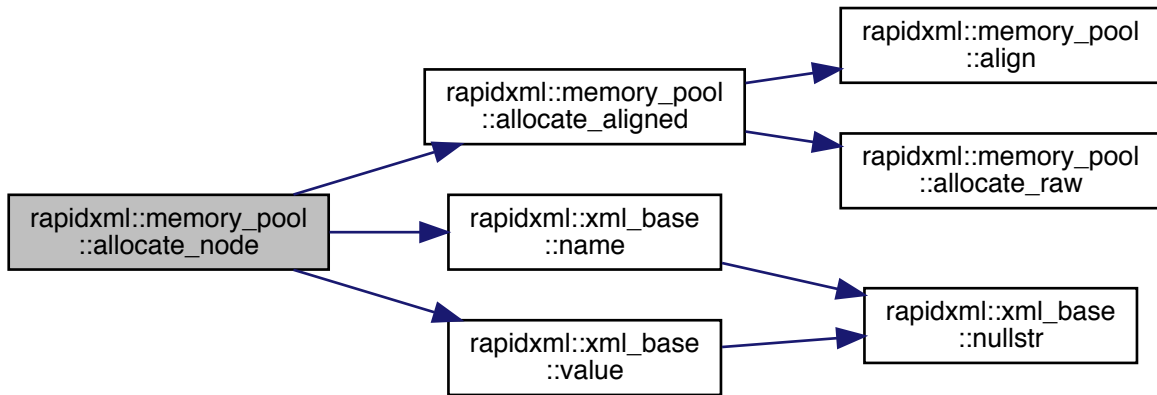 rapidxml::memory_pool
::allocate_node
rapidxml::memory_pool
::allocate_aligned
rapidxml::xml_base
::name
rapidxml::xml_base
::value
rapidxml::memory_pool
::align
rapidxml::memory_pool
::allocate_raw
rapidxml::xml_base
::nullstr